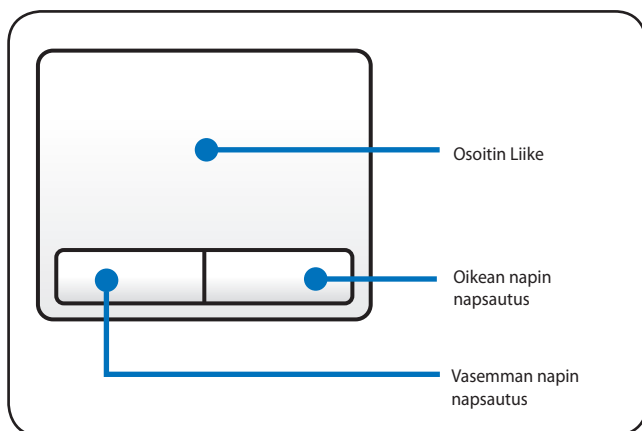 Osoitin Liike
Oikean napin
napsautus
Vasemman napin
napsautus